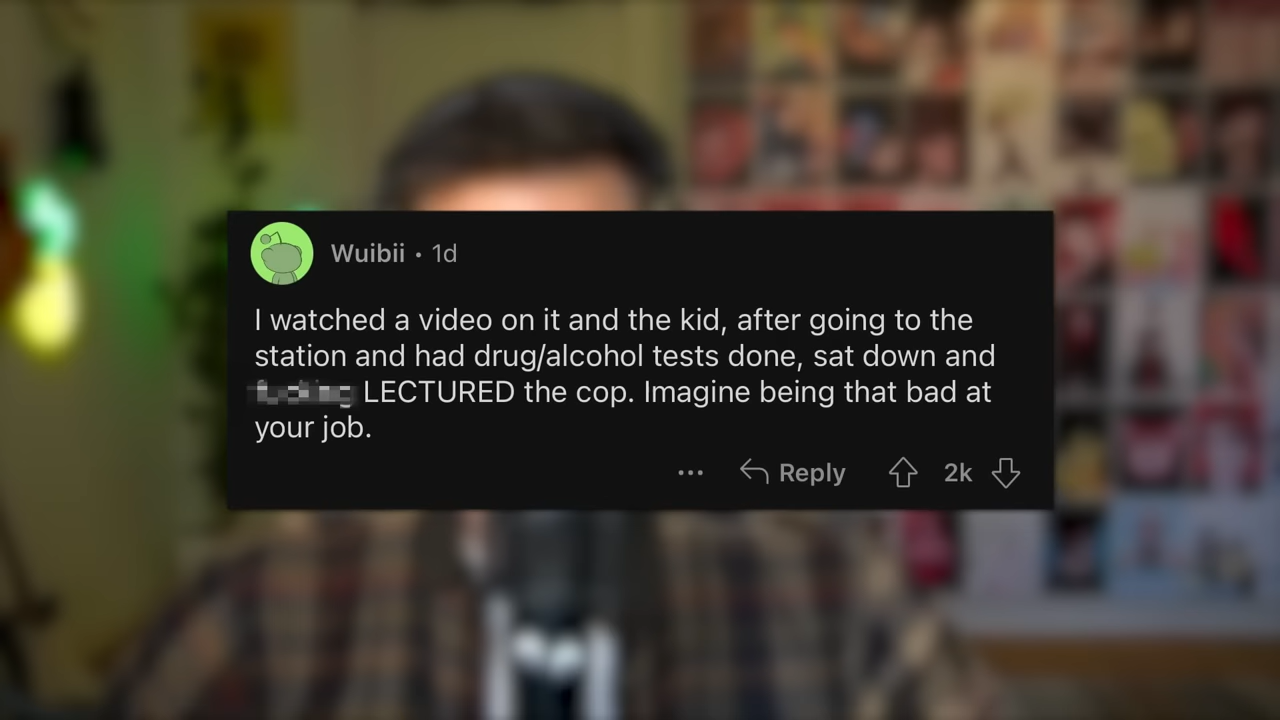 Wuibii • 1d
I watched a video on it and the kid, after going to the
station and had drug/alcohol tests done, sat down and
LECTURED the cop. Imagine being that bad at
your job.
... Reply 2k